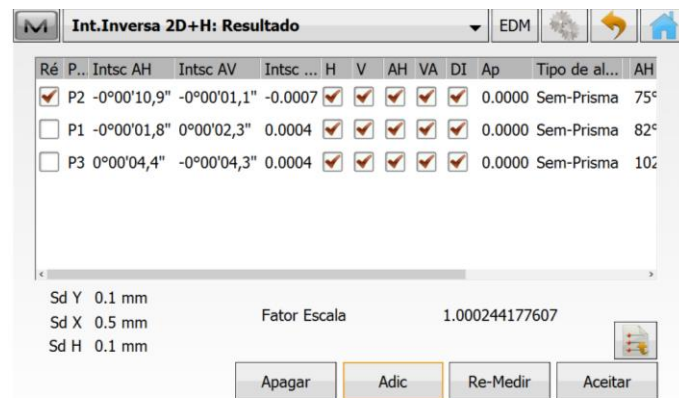 M Int.Inversa 2D+H: Resultado EDM
Ré P.. Intsc AH Intsc AV Intsc ... H V AH VA DI Ap Tipo de al... AH
P2 -0°00'10,9" -0°00'01,1" -0.0007 0.0000 Sem-Prisma 75°
P1 -0°00'01,8" 0°00'02,3" 0.0004 0.0000 Sem-Prisma 82°
P3 0°00'04,4" -0°00'04,3" 0.0004 0.0000 Sem-Prisma 102
Sd Y 0.1 mm
Sd X 0.5 mm Fator Escala 1.000244177607
Sd H 0.1 mm
Apagar Adic Re-Medir Aceitar